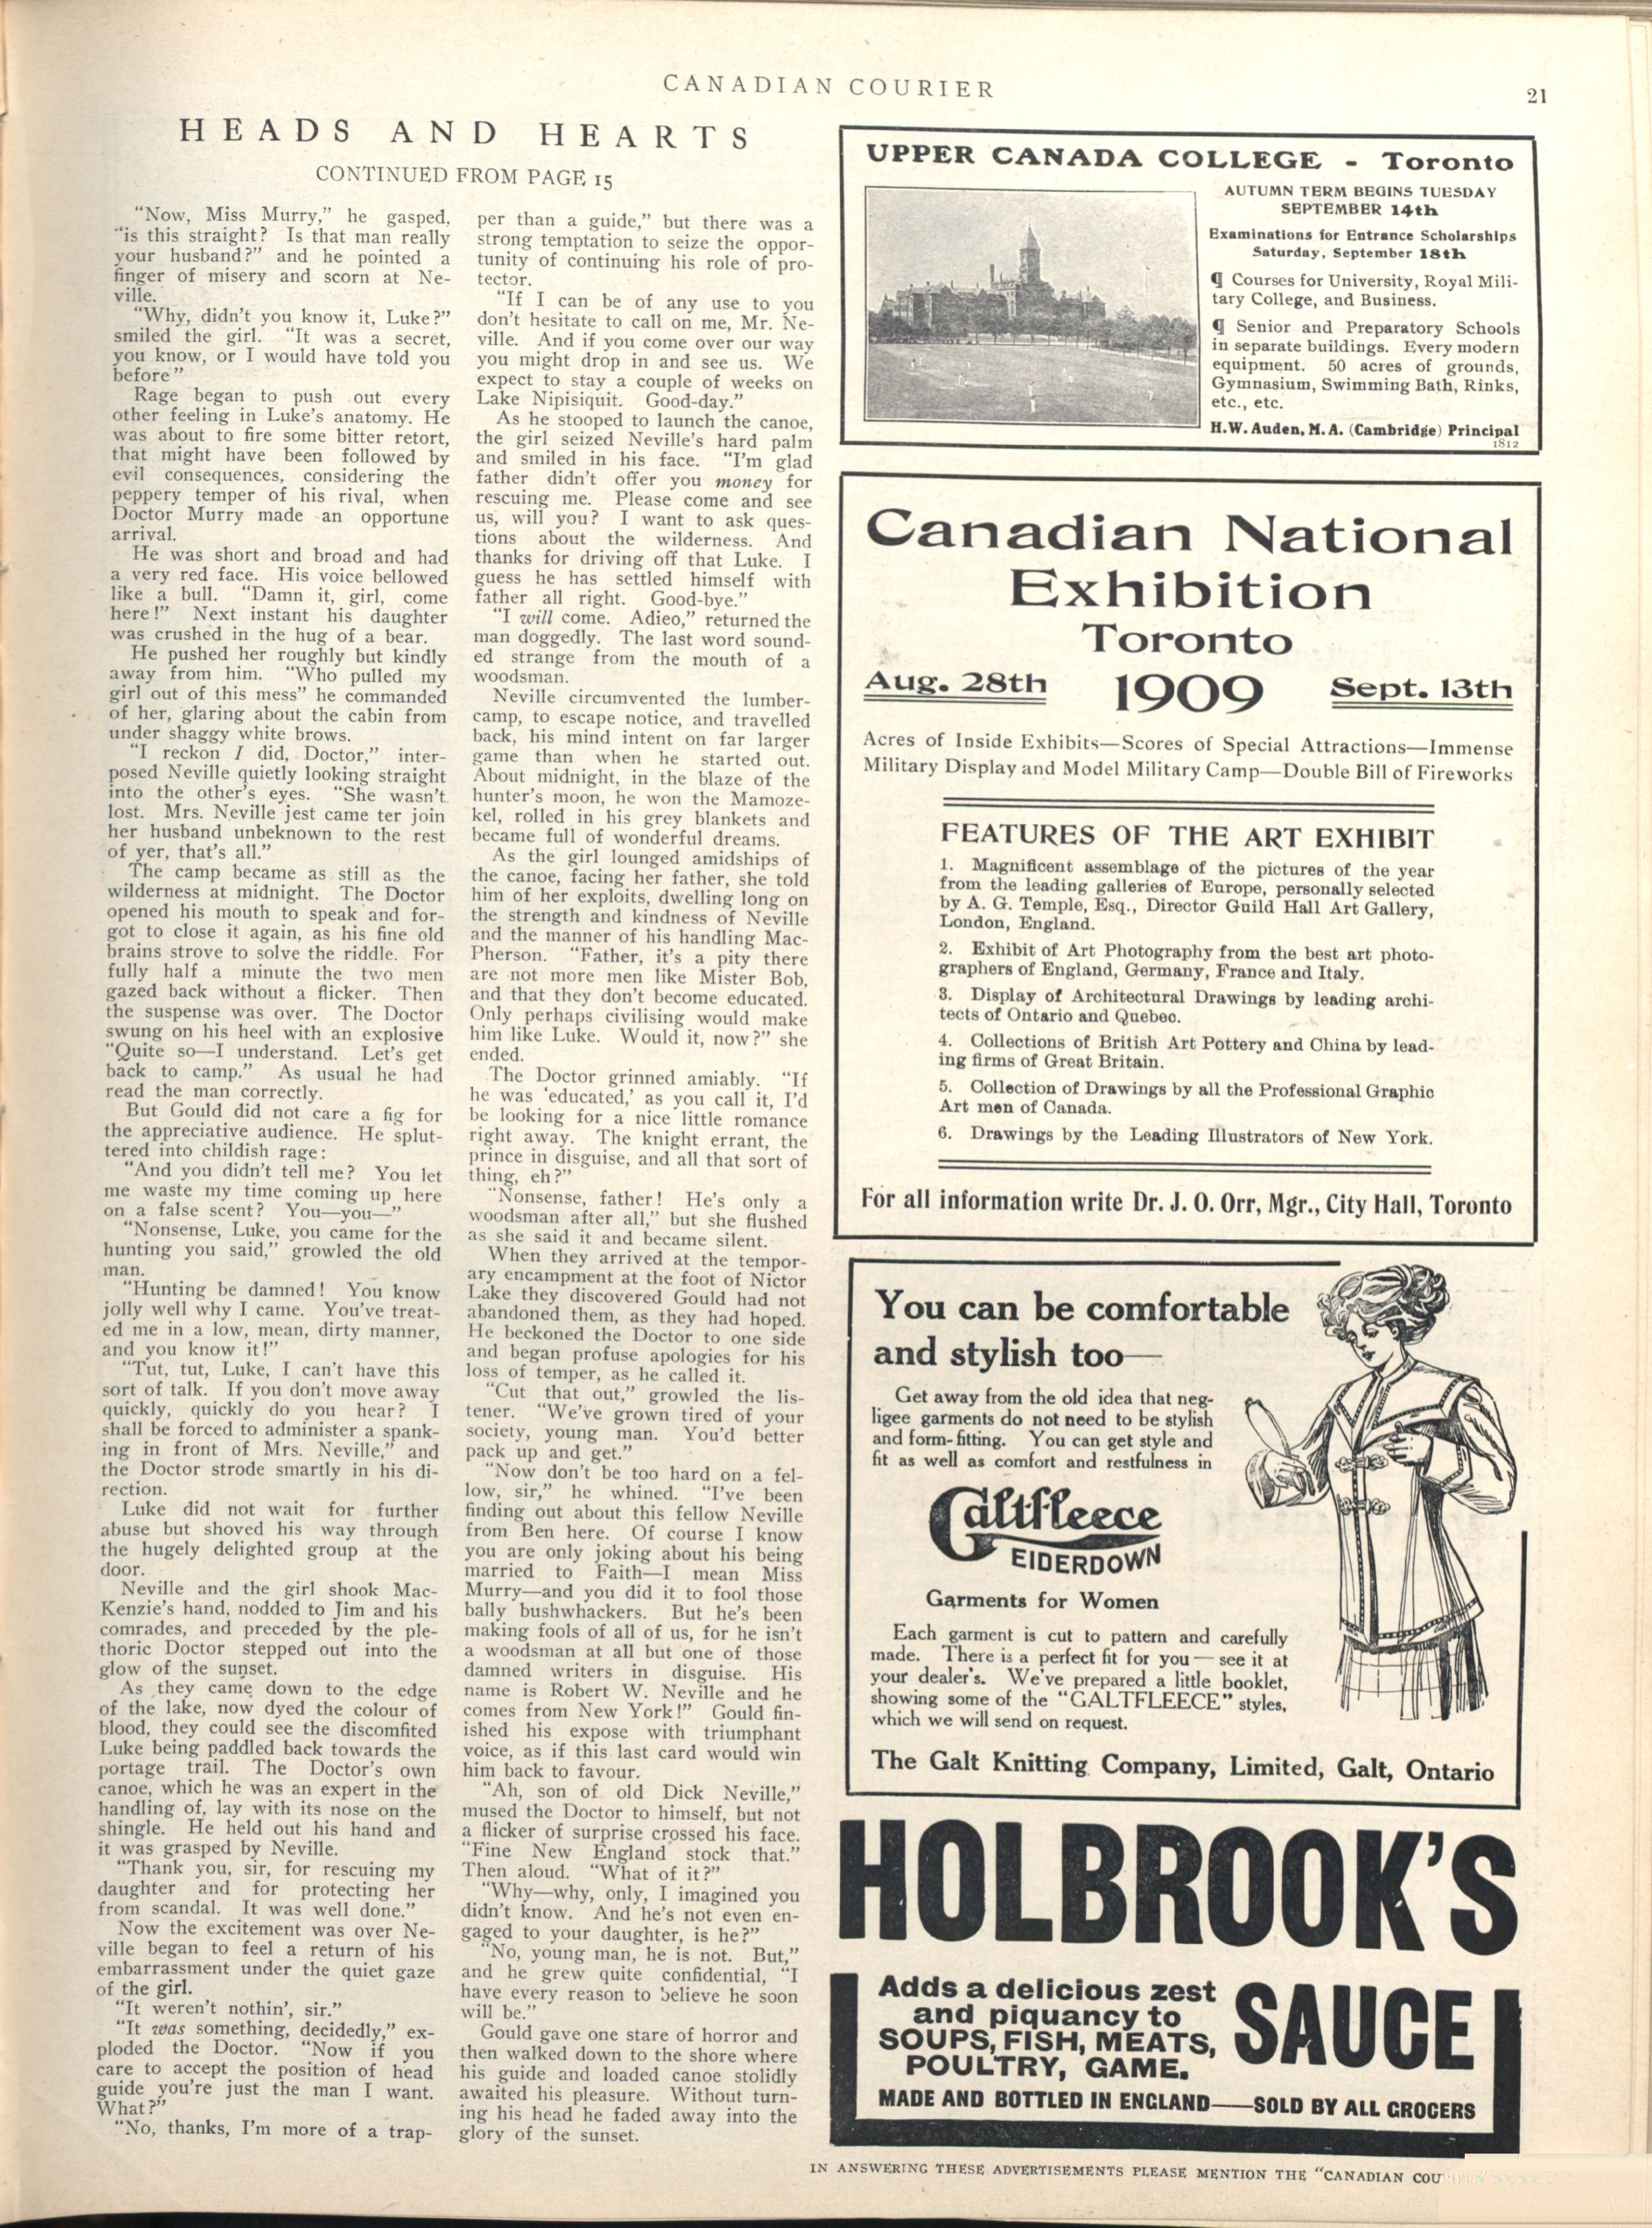 CANADIAN COURIER
21
HEADS AND HEARTS
CONTINUED FROM PAGE 15
"Now, Miss Murry," he gasped,
"is this straight? Is that man really
your husband?" and he pointed a
finger of misery and scorn at Ne-
ville.
"Why, didn't you know it, Luke?"
smiled the girl. "It was a secret,
you know, or I would have told you
before"
Rage began to push out every
other feeling in Luke's anatomy. He
was about to fire some bitter retort,
that might have been followed by
evil consequences, considering the
peppery temper of his rival, when
Doctor Murry made an opportune
arrival.
He was short and broad and had
a very red face. His voice bellowed
like a bull. "Damn it, girl, come
here!" Next instant his daughter
was crushed in the hug of a bear.
He pushed her roughly but kindly
away from him. "Who pulled my
girl out of this mess" he commanded
of her, glaring about the cabin from
under shaggy white brows.
"I reckon I did, Doctor," inter-
posed Neville quietly looking straight
into the other's eyes. "She wasn't
lost. Mrs. Neville jest came ter join
her husband unbeknown to the rest
of yer, that's all."
The camp became as still as the
wilderness at midnight. The Doctor
opened his mouth to speak and for-
got to close it again, as his fine old
brains strove to solve the riddle. For
fully half a minute the two men
gazed back without a flicker. Then
the suspense was over. The Doctor
swung on his heel with an explosive
"Quite so—I understand. Let's get
back to camp." As usual he had
read the man correctly.
But Gould did not care a fig for
the appreciative audience. He splut-
tered into childish rage:
"And you didn't tell me? You let
me waste my time coming up here
on a false scent? You—you—"
"Nonsense, Luke, you came for the
hunting you said," growled the old
man.
"Hunting be damned! You know
jolly well why I came. You've treat-
ed me in a low, mean, dirty manner,
and you know it!"
"Tut, tut, Luke, I can't have this
sort of talk. If you don't move away
quickly, quickly do you hear? I
shall be forced to administer a spank-
ing in front of Mrs. Neville," and
the Doctor strode smartly in his di-
rection.
Luke did not wait for further
abuse but shoved his way through
the hugely delighted group at the
door.
Neville and the girl shook Mac-
Kenzie's hand, nodded to Jim and his
comrades, and preceded by the ple-
thoric Doctor stepped out into the
glow of the sunset.
As they came down to the edge
of the lake, now dyed the colour of
blood, they could see the discomfited
Luke being paddled back towards the
portage trail. The Doctor's own
canoe, which he was an expert in the
handling of, lay with its nose on the
shingle. He held out his hand and
it was grasped by Neville.
"Thank you, sir, for rescuing my
daughter and for protecting her
from scandal. It was well done."
Now the excitement was over Ne-
ville began to feel a return of his
embarrassment under the quiet gaze
of the girl.
"It weren't nothin', sir."
"It was something, decidedly," ex-
ploded the Doctor. "Now if you
care to accept the position of head
guide you're just the man I want.
What?"
"No, thanks, I'm more of a trap-
per than a guide," but there was a
strong temptation to seize the oppor-
tunity of continuing his role of pro-
tector.
"If I can be of any use to you
don't hesitate to call on me, Mr. Ne-
ville. And if you come over our way
you might drop in and see us. We
expect to stay a couple of weeks on
Lake Nipisiquit. Good-day."
As he stooped to launch the canoe,
the girl seized Neville's hard palm
and smiled in his face. "I'm glad
father didn't offer you money for
rescuing me. Please come and see
us, will you? I want to ask ques-
tions about the wilderness. And
thanks for driving off that Luke. I
guess he has settled himself with
father all right. Good-bye."
"I will come. Adieo," returned the
man doggedly. The last word sound-
ed strange from the mouth of a
woodsman.
Neville circumvented the lumber-
camp, to escape notice, and travelled
back, his mind intent on far larger
game than when he started out.
About midnight, in the blaze of the
hunter's moon, he won the Mamoze-
kel, rolled in his grey blankets and
became full of wonderful dreams.
As the girl lounged amidships of
the canoe, facing her father, she told
him of her exploits, dwelling long on
the strength and kindness of Neville
and the manner of his handling Mac-
Pherson. "Father, it's a pity there
are not more men like Mister Bob,
and that they don't become educated.
Only perhaps civilising would make
him like Luke. Would it, now?" she
ended.
The Doctor grinned amiably. "If
he was 'educated,' as you call it, I'd
be looking for a nice little romance
right away. The knight errant, the
prince in disguise, and all that sort of
thing, eh?"
"Nonsense, father! He's only a
woodsman after all," but she flushed
as she said it and became silent.
When they arrived at the tempor-
ary encampment at the foot of Nictor
Lake they discovered Gould had not
abandoned them, as they had hoped.
He beckoned the Doctor to one side
and began profuse apologies for his
loss of temper, as he called it.
"Cut that out," growled the lis-
tener. "We've grown tired of your
society, young man. You'd better
pack up and get."
"Now don't be too hard on a fel-
low, sir," he whined. "I've been
finding out about this fellow Neville
from Ben here. Of course I know
you are only joking about his being
married to Faith—I mean Miss
Murry—and you did it to fool those
bally bushwhackers. But he's been
making fools of all of us, for he isn't
a woodsman at all but one of those
damned writers in disguise. His
name is Robert W. Neville and he
comes from New York!" Gould fin-
ished his expose with triumphant
voice, as if this last card would win
him back to favour.
"Ah, son of old Dick Neville,"
mused the Doctor to himself, but not
a flicker of surprise crossed his face.
"Fine New England stock that."
Then aloud. "What of it?"
"Why—why, only, I imagined you
didn't know. And he's not even en-
gaged to your daughter, is he?"
"No, young man, he is not. But,"
and he grew quite confidential, "I
have every reason to believe he soon
will be."
Gould gave one stare of horror and
then walked down to the shore where
his guide and loaded canoe stolidly
awaited his pleasure. Without turn-
ing his head he faded away into the
glory of the sunset.
UPPER CANADA COLLEGE - Toronto
AUTUMN TERM BEGINS TUESDAY
SEPTEMBER 14th
Examinations for Entrance Scholarships
Saturday, September 18th
¶ Courses for University, Royal Mili-
tary College, and Business.
¶ Senior and Preparatory Schools
in separate buildings. Every modern
equipment. 50 acres of grounds,
Gymnasium, Swimming Bath, Rinks,
etc., etc.
H.W. Auden, M.A. (Cambridge) Principal
1812
Canadian National
Exhibition
Toronto
Aug. 28th 1909 Sept. 13th
Acres of Inside Exhibits—Scores of Special Attractions—Immense
Military Display and Model Military Camp—Double Bill of Fireworks
FEATURES OF THE ART EXHIBIT
1. Magnificent assemblage of the pictures of the year
from the leading galleries of Europe, personally selected
by A. G. Temple, Esq., Director Guild Hall Art Gallery,
London, England.
2. Exhibit of Art Photography from the best art photo-
graphers of England, Germany, France and Italy.
3. Display of Architectural Drawings by leading archi-
tects of Ontario and Quebec.
4. Collections of British Art Pottery and China by lead-
ing firms of Great Britain.
5. Collection of Drawings by all the Professional Graphic
Art men of Canada.
6. Drawings by the Leading Illustrators of New York.
For all information write Dr. J. O. Orr, Mgr., City Hall, Toronto
You can be comfortable
and stylish too—
Get away from the old idea that neg-
ligee garments do not need to be stylish
and form-fitting. You can get style and
fit as well as comfort and restfulness in
Galtfleece
EIDERDOWN
Garments for Women
Each garment is cut to pattern and carefully
made. There is a perfect fit for you—see it at
your dealer's. We've prepared a little booklet,
showing some of the "GALTFLEECE" styles,
which we will send on request.
The Galt Knitting Company, Limited, Galt, Ontario
HOLBROOK'S
Adds a delicious zest
and piquancy to
SOUPS, FISH, MEATS,
POULTRY, GAME.
SAUCE
MADE AND BOTTLED IN ENGLAND——SOLD BY ALL GROCERS
IN ANSWERING THESE ADVERTISEMENTS PLEASE MENTION THE "CANADIAN COU